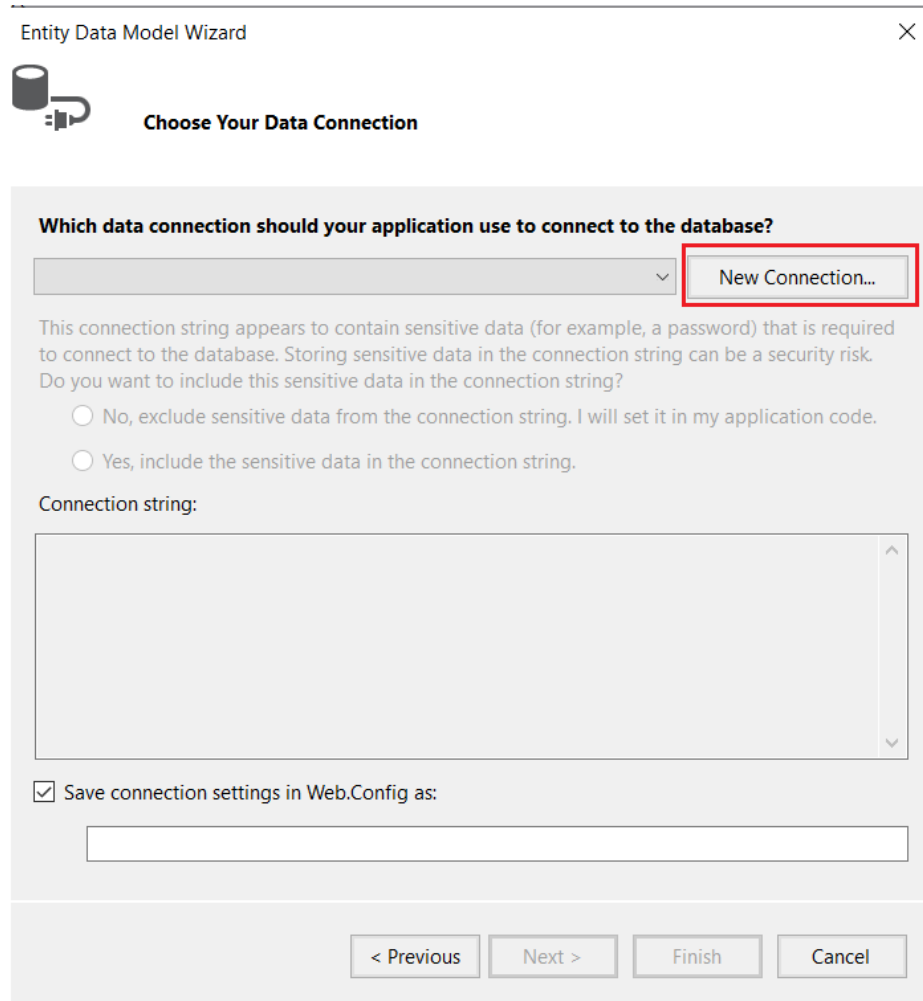 Entity Data Model Wizard
Choose Your Data Connection
Which data connection should your application use to connect to the database?
New Connection...
This connection string appears to contain sensitive data (for example, a password) that is required
to connect to the database. Storing sensitive data in the connection string can be a security risk.
Do you want to include this sensitive data in the connection string?
No, exclude sensitive data from the connection string. I will set it in my application code.
Yes, include the sensitive data in the connection string.
Connection string:
Save connection settings in Web.Config as:
< Previous
Next >
Finish
Cancel